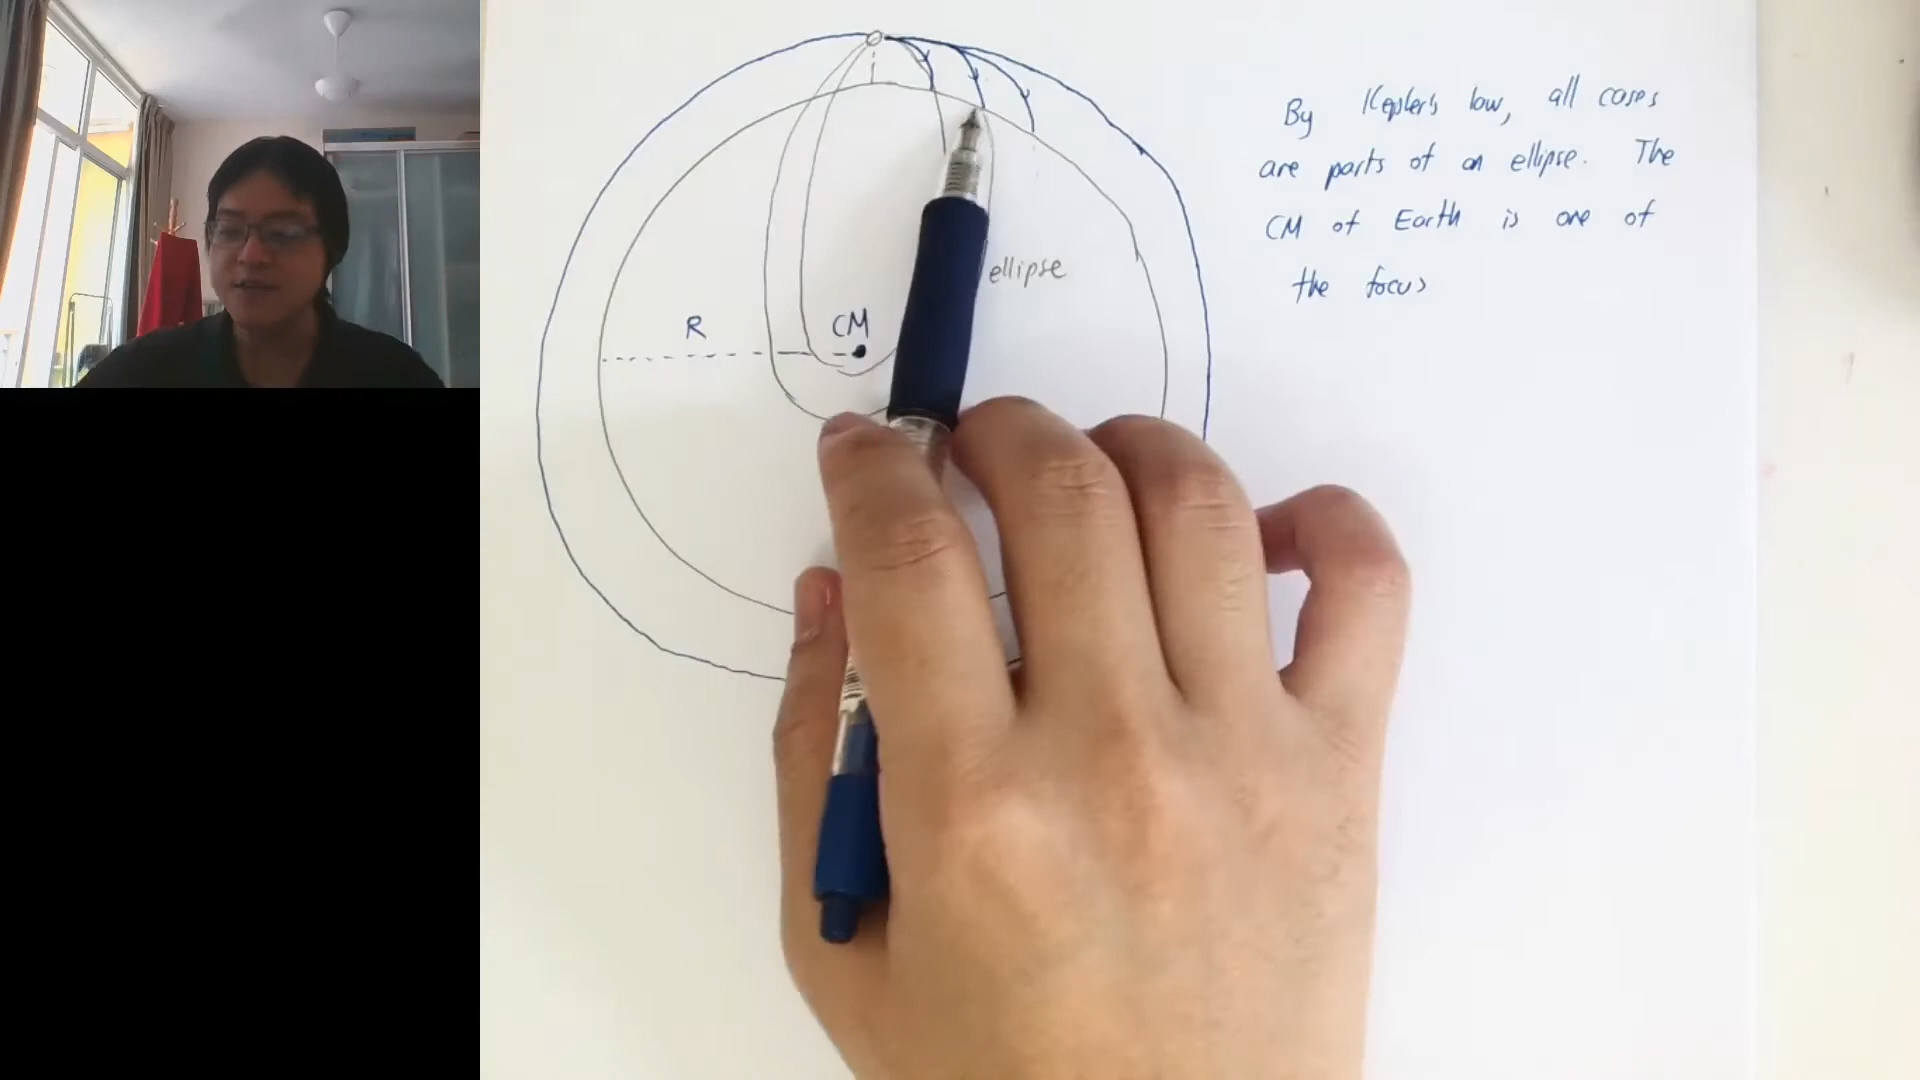 By Kepler's law, all cases
are parts of an ellipse. The
CM of Earth is one of
the focus
ellipse
R
CM